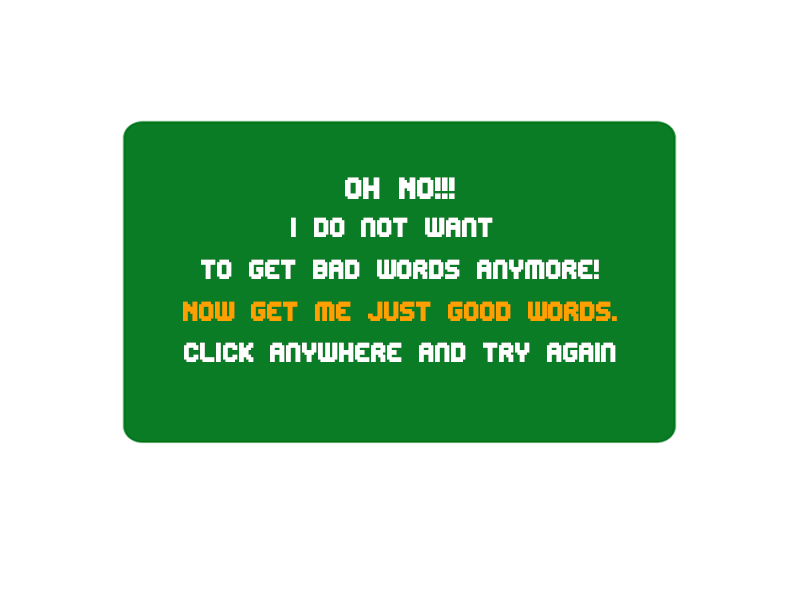 OH NO!!!
I DO NOT WANT
TO GET BAD WORDS ANYMORE!
NOW GET ME JUST GOOD WORDS.
CLICK ANYWHERE AND TRY AGAIN